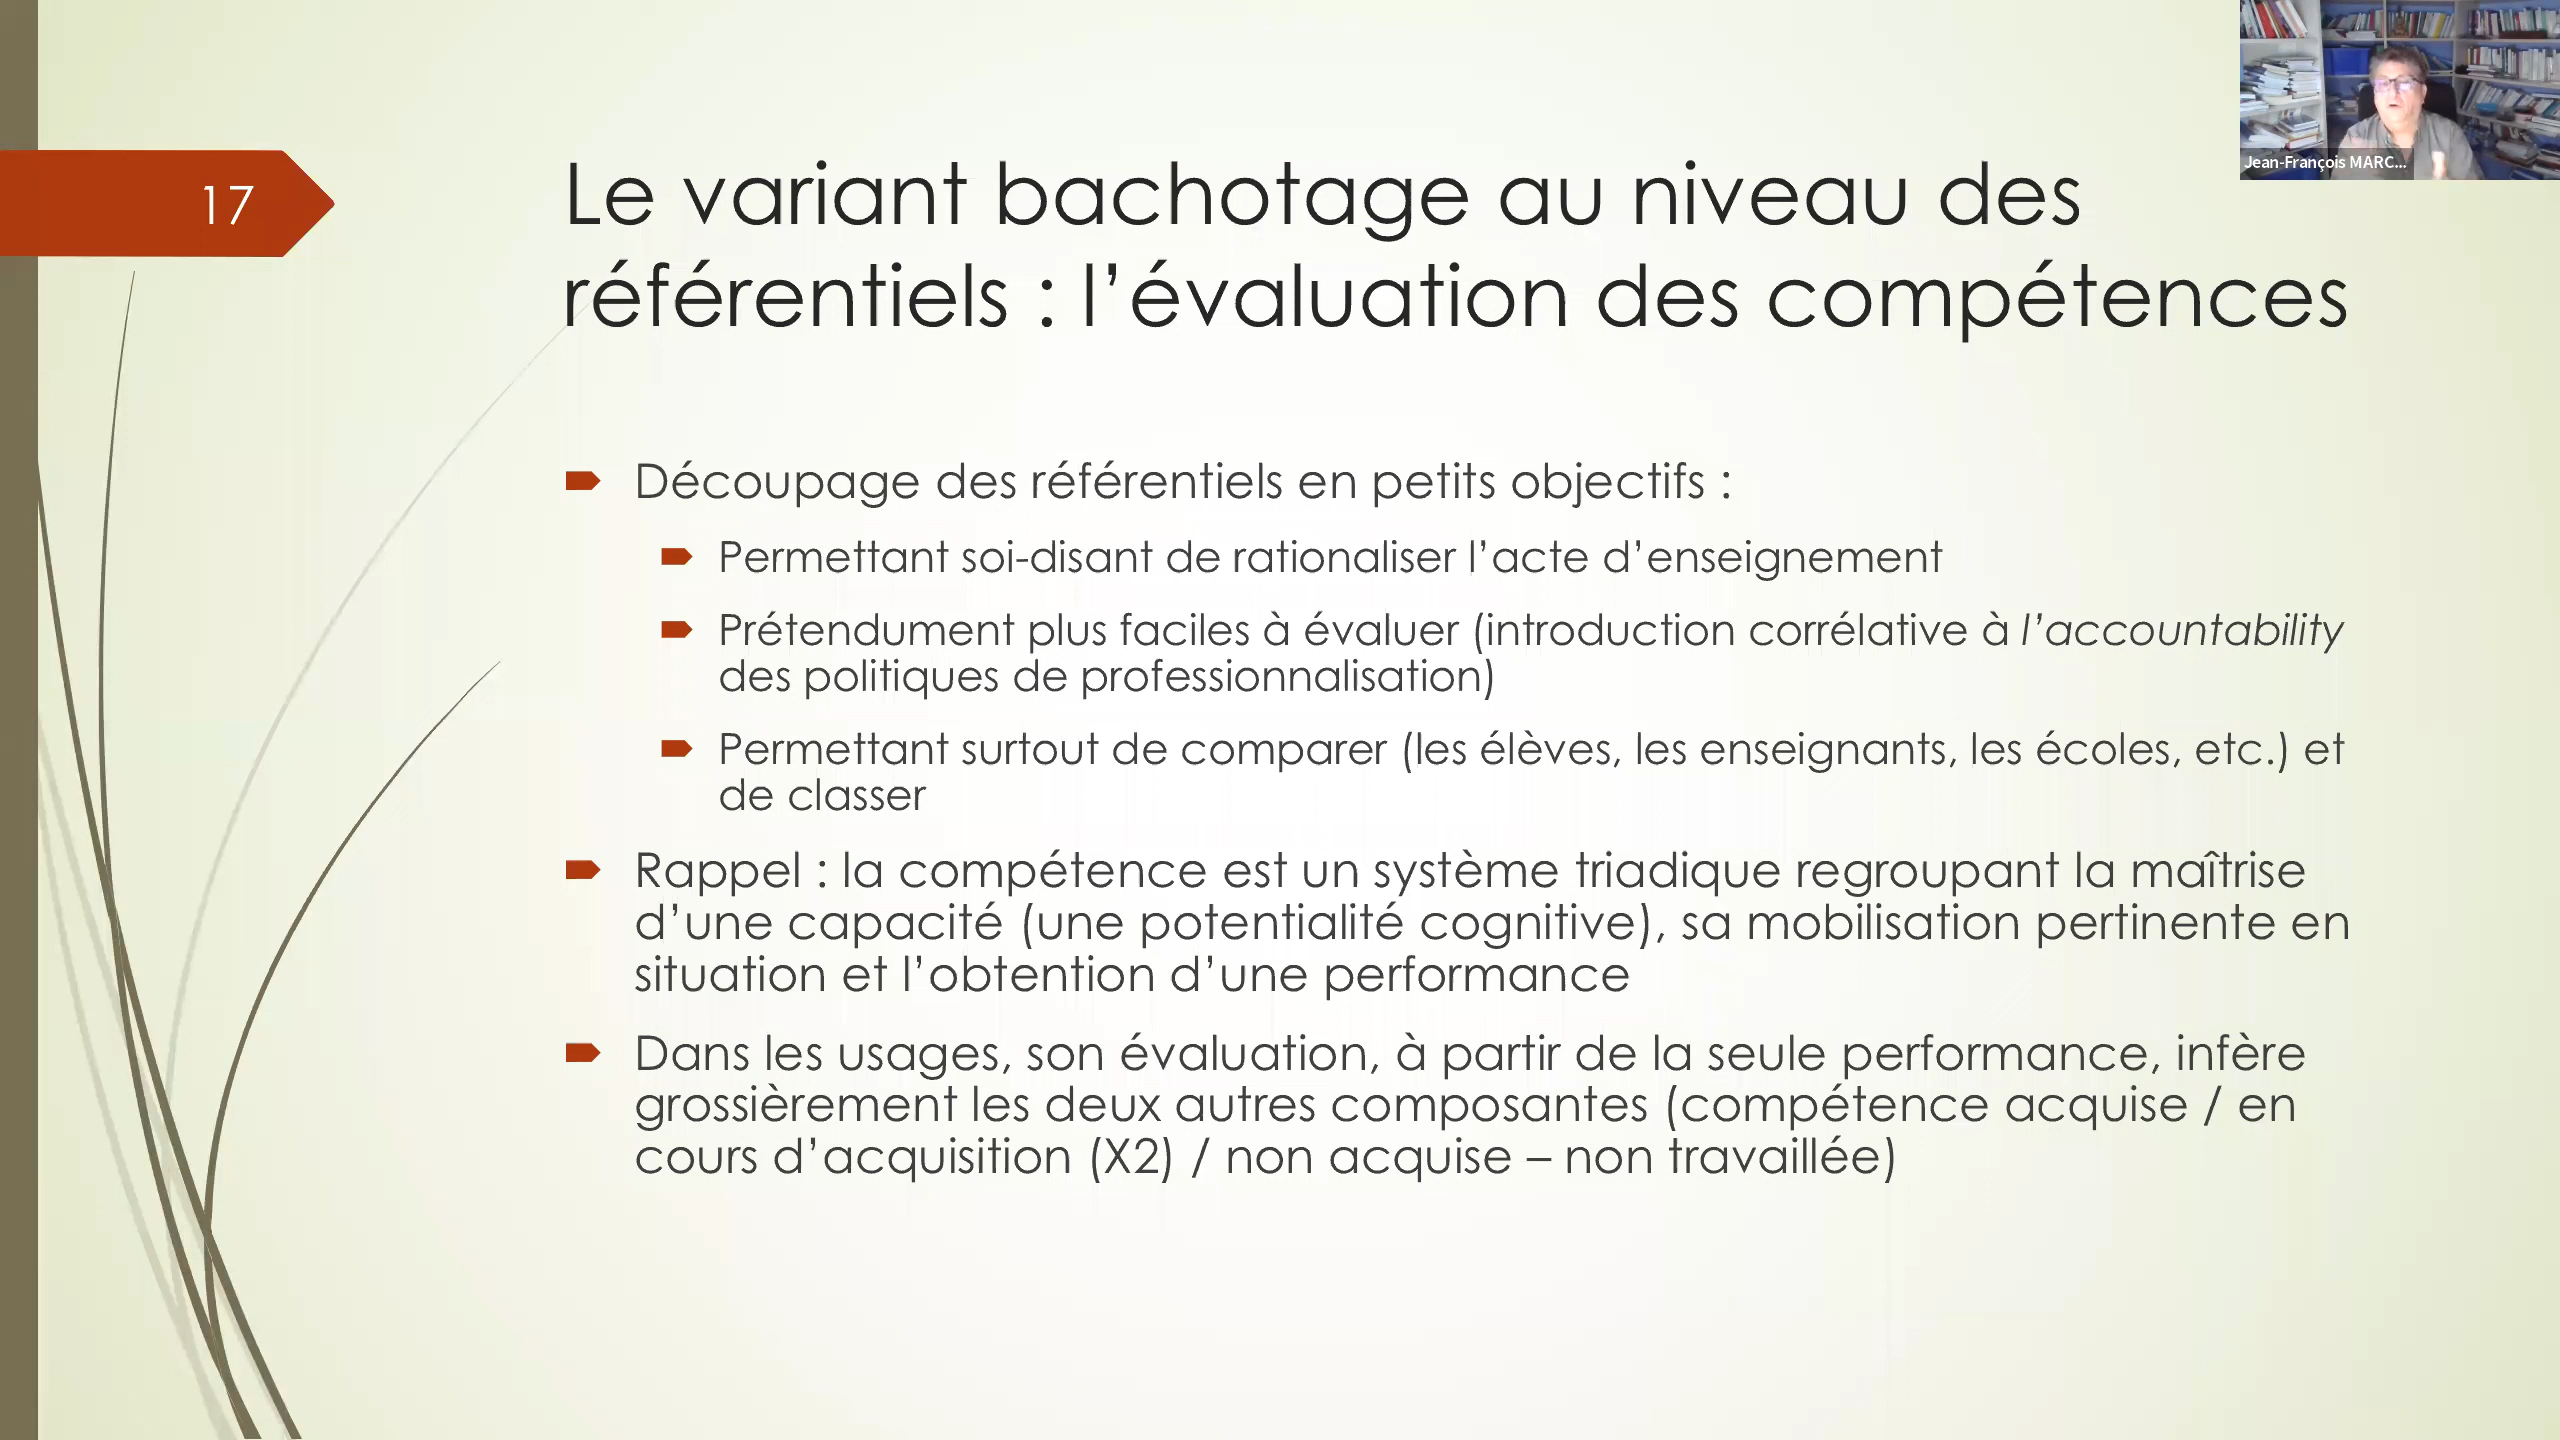 Jean-François MARC...
17
Le variant bachotage au niveau des
référentiels : l’évaluation des compétences
Découpage des référentiels en petits objectifs :
Permettant soi-disant de rationaliser l’acte d’enseignement
Prétendument plus faciles à évaluer (introduction corrélative à l’accountability
des politiques de professionnalisation)
Permettant surtout de comparer (les élèves, les enseignants, les écoles, etc.) et
de classer
Rappel : la compétence est un système triadique regroupant la maîtrise
d’une capacité (une potentialité cognitive), sa mobilisation pertinente en
situation et l’obtention d’une performance
Dans les usages, son évaluation, à partir de la seule performance, infère
grossièrement les deux autres composantes (compétence acquise / en
cours d’acquisition (X2) / non acquise – non travaillée)